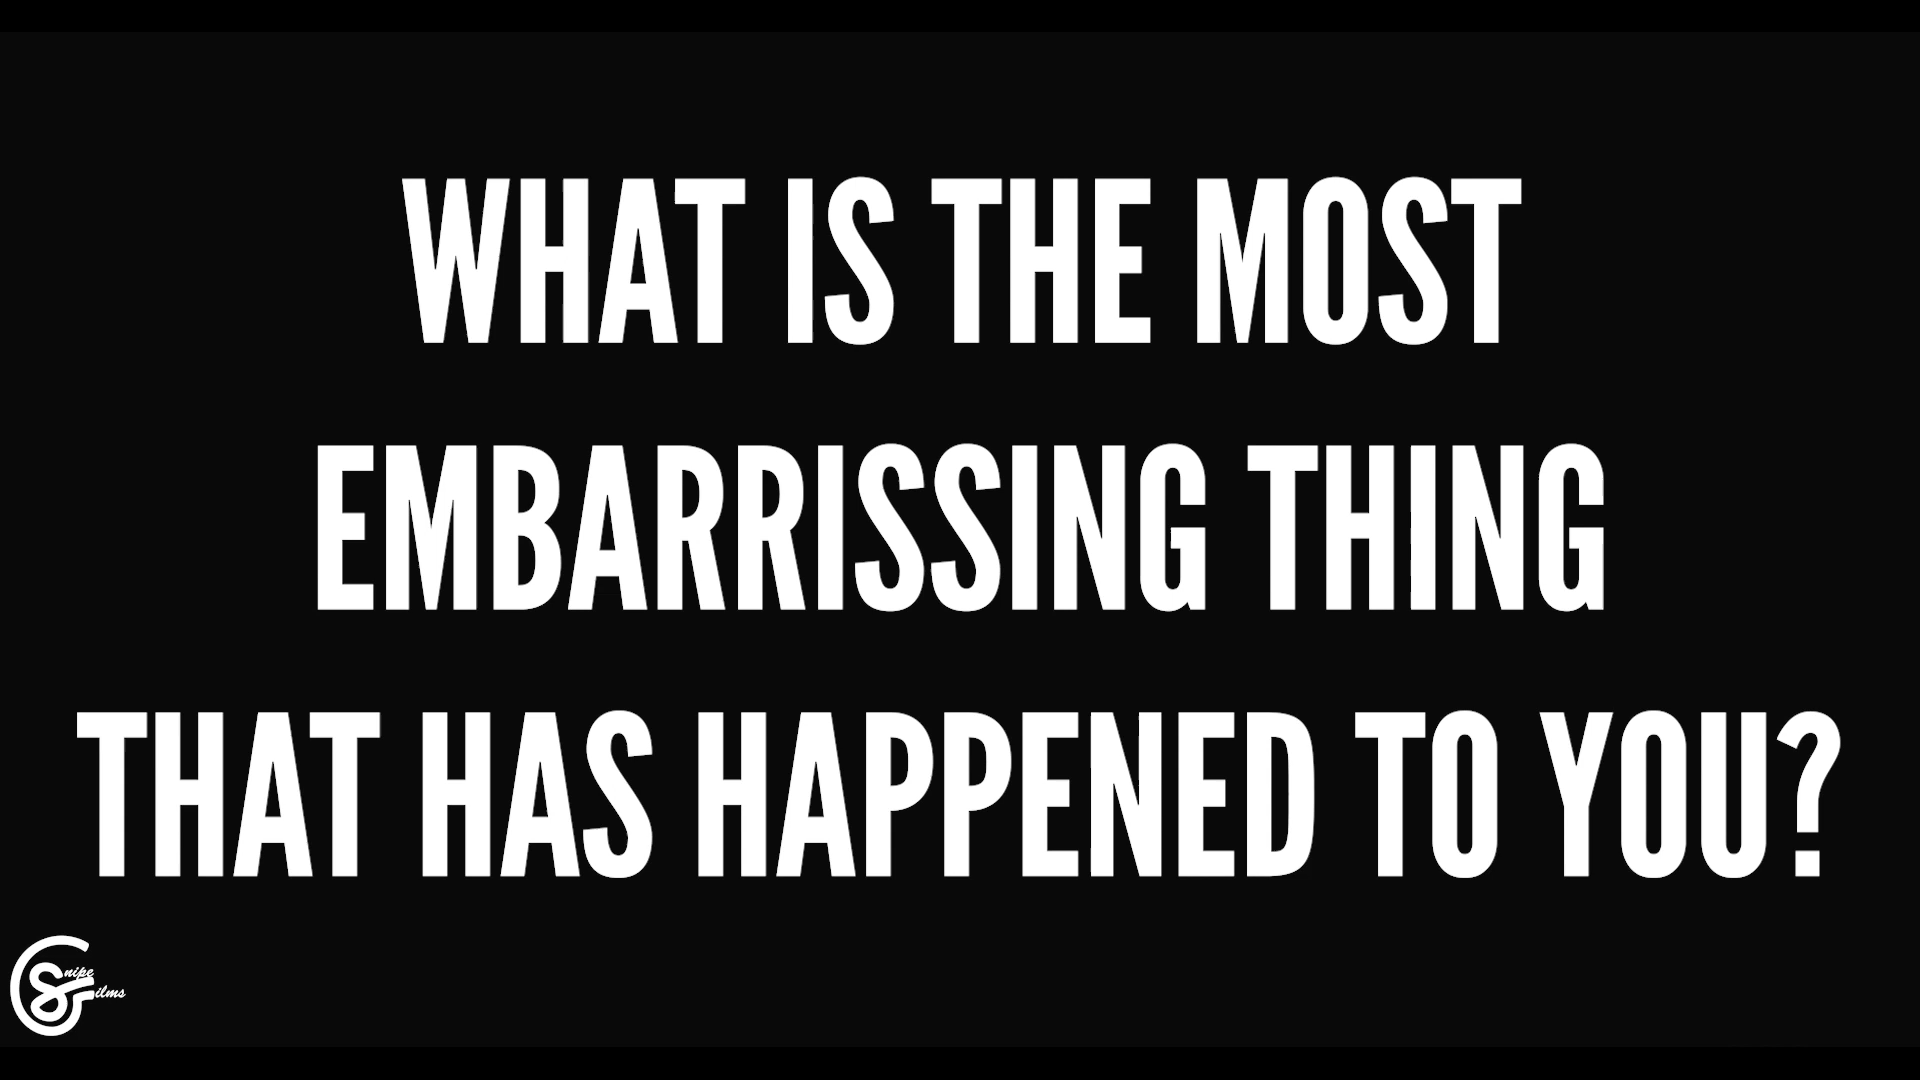 WHAT IS THE MOST
EMBARRISSING THING
THAT HAS HAPPENED TO YOU?
Snipe
Films